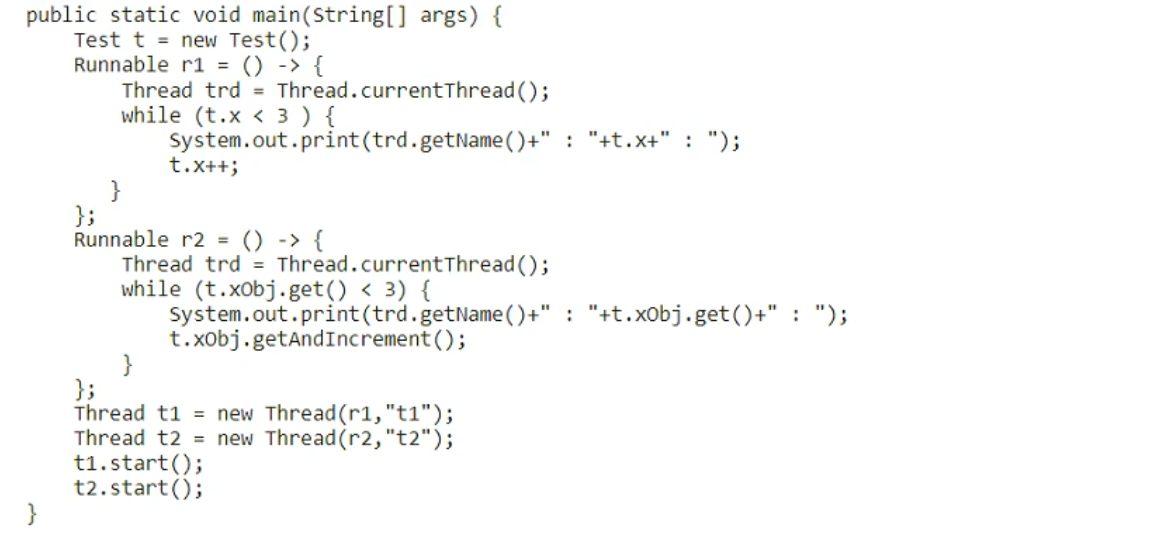 public static void main(String[] args) {
Test t = new Test();
Runnable r1 = () -> {
Thread trd = Thread.currentThread();
while (t.x < 3 ) {
System.out.print(trd.getName()+" : "+t.x+" : ");
t.x++;
}
};
Runnable r2 = () -> {
Thread trd = Thread.currentThread();
while (t.xObj.get() < 3) {
System.out.print(trd.getName()+" : "+t.xObj.get()+" : ");
t.xObj.getAndIncrement();
}
};
Thread t1 = new Thread(r1,"t1");
Thread t2 = new Thread(r2,"t2");
t1.start();
t2.start();
}